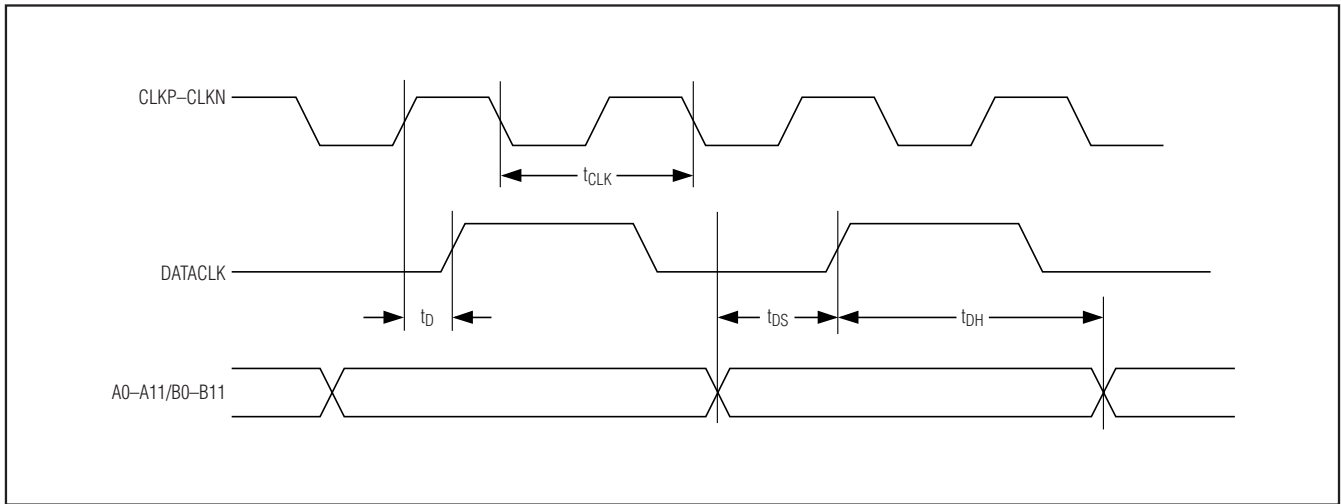 CLKP–CLKN
tCLK
DATACLK
tD
tDS
tDH
A0–A11/B0–B11